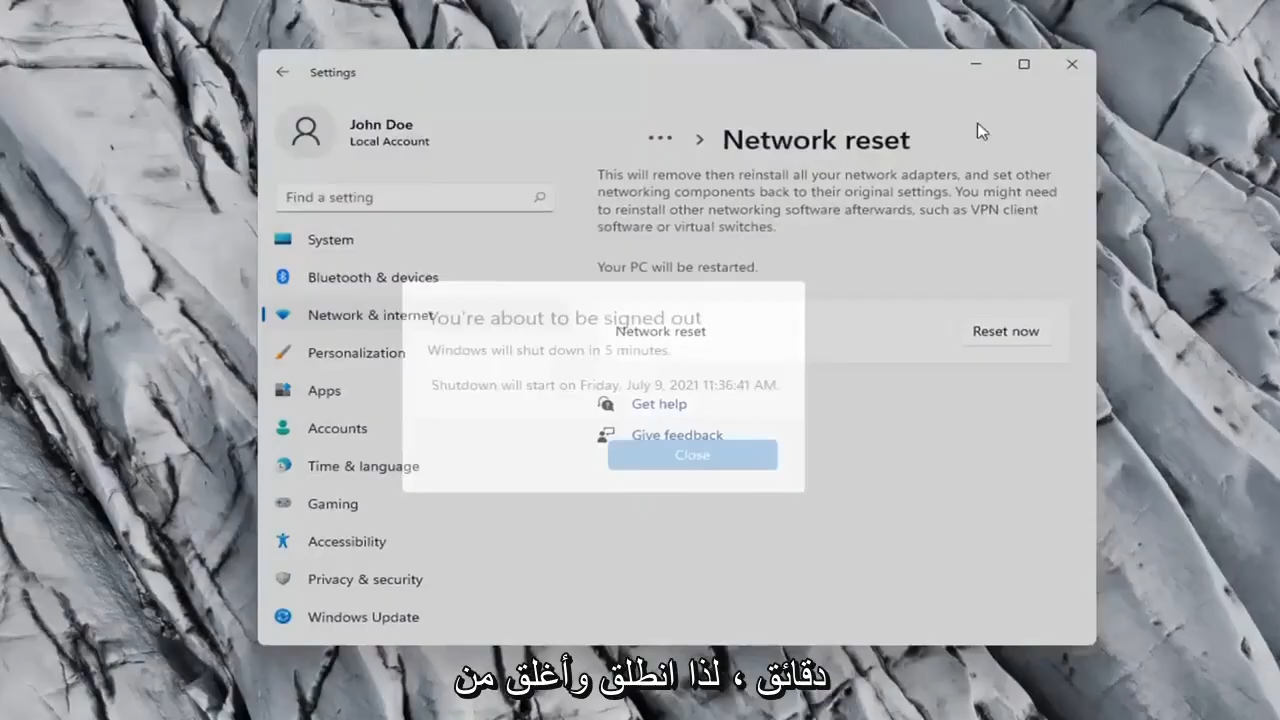 Settings
John Doe
Local Account
Find a setting
System
Bluetooth & devices
Network & internet
Personalization
Apps
Accounts
Time & language
Gaming
Accessibility
Privacy & security
Windows Update
... > Network reset
This will remove then reinstall all your network adapters, and set other
networking components back to their original settings. You might need
to reinstall other networking software afterwards, such as VPN client
software or virtual switches.
Your PC will be restarted.
Network reset
Reset now
Get help
Give feedback
You're about to be signed out
Windows will shut down in 5 minutes.
Shutdown will start on Friday, July 9, 2021 11:36:41 AM.
Close
دقائق ، لذا انطلق وأغلق من